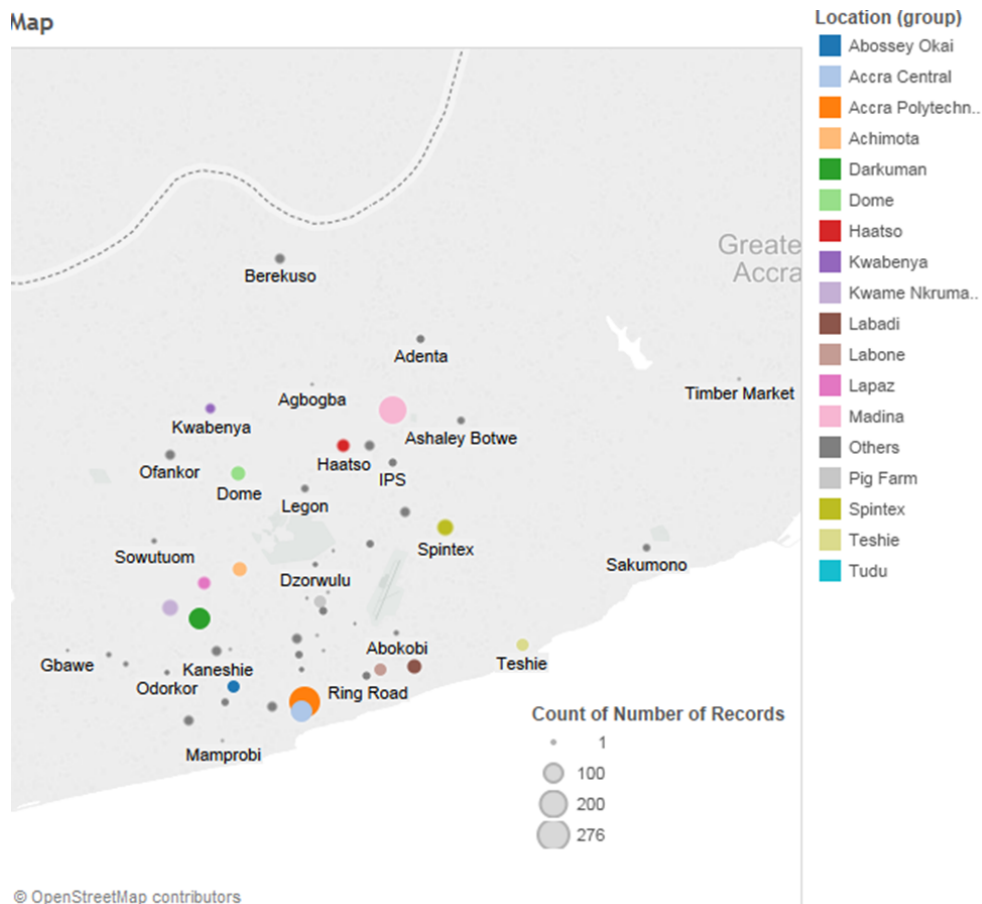 Map
Location (group)
Abossey Okai
Accra Central
Accra Polytechn..
Achimota
Darkuman
Dome
Haatso
Kwabenya
Kwame Nkruma..
Labadi
Labone
Lapaz
Madina
Others
Pig Farm
Spintex
Teshie
Tudu
Greate
Accra
Berekuso
Adenta
Timber Market
Agbogba
Kwabenya
Ashaley Botwe
Haatso
Ofankor
IPS
Dome
Legon
Spintex
Sowutuom
Sakumono
Dzorwulu
Abokobi
Teshie
Gbawe
Kaneshie
Odorkor
Ring Road
Mamprobi
Count of Number of Records
1
100
200
276
© OpenStreetMap contributors